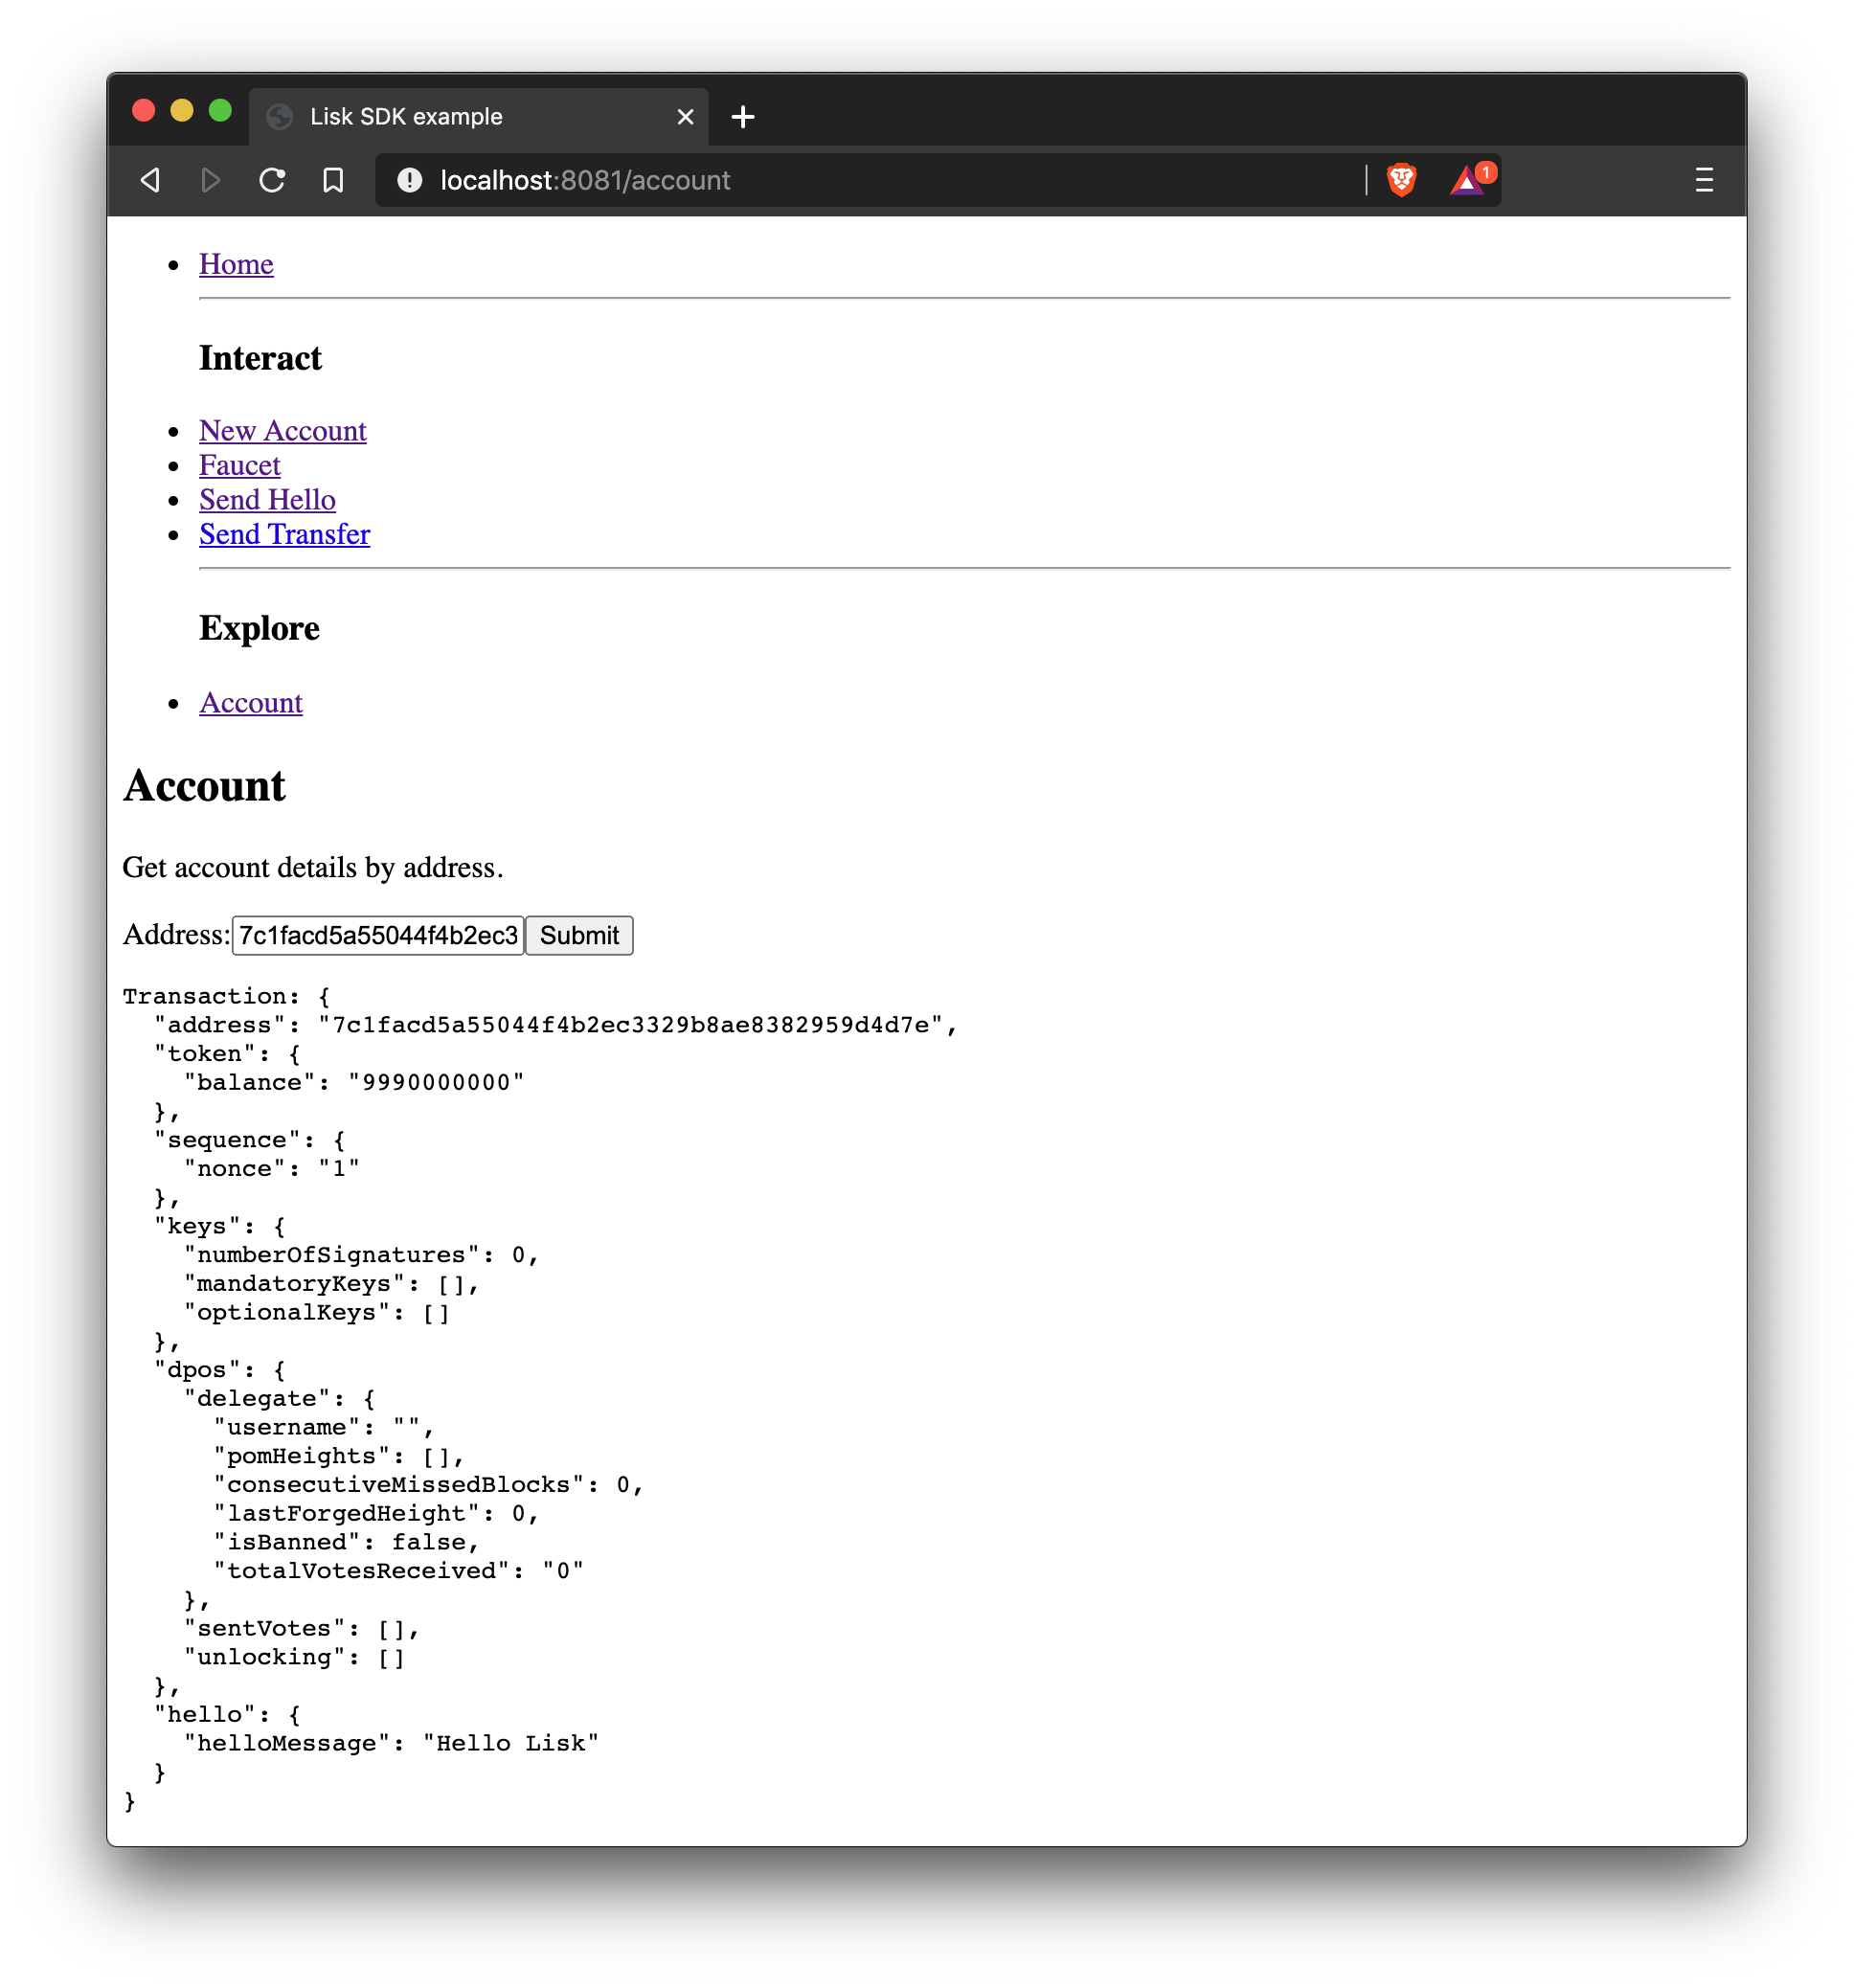 Lisk SDK example
localhost:8081/account
1
Home
Interact
New Account
Faucet
Send Hello
Send Transfer
Explore
Account
Account
Get account details by address.
Address: 7c1facd5a55044f4b2ec3 Submit
Transaction: {
  "address": "7c1facd5a55044f4b2ec3329b8ae8382959d4d7e",
  "token": {
    "balance": "9990000000"
  },
  "sequence": {
    "nonce": "1"
  },
  "keys": {
    "numberOfSignatures": 0,
    "mandatoryKeys": [],
    "optionalKeys": []
  },
  "dpos": {
    "delegate": {
      "username": "",
      "pomHeights": [],
      "consecutiveMissedBlocks": 0,
      "lastForgedHeight": 0,
      "isBanned": false,
      "totalVotesReceived": "0"
    },
    "sentVotes": [],
    "unlocking": []
  },
  "hello": {
    "helloMessage": "Hello Lisk"
  }
}